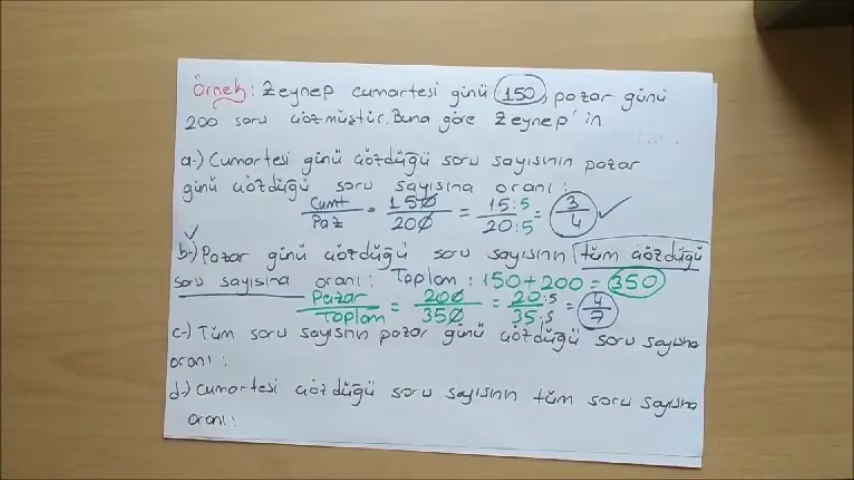 Örnek: Zeynep cumartesi günü 150, pazar günü
200 soru çözmüştür. Buna göre Zeynep'in
a-) Cumartesi günü çözdüğü soru sayısının pazar
günü çözdüğü soru sayısına oranı:
Cumt/Paz = 150/200 = 15:5/20:5 = 3/4 ✓
✓
b-) Pazar günü çözdüğü soru sayısının tüm çözdüğü
soru sayısına oranı: Toplam: 150+200=350
Pazar/Toplam = 200/350 = 20:5/35:5 = 4/7
c-) Tüm soru sayısının pazar günü çözdüğü soru sayısına
oranı:
d-) Cumartesi çözdüğü soru sayısının tüm soru sayısına
oranı: